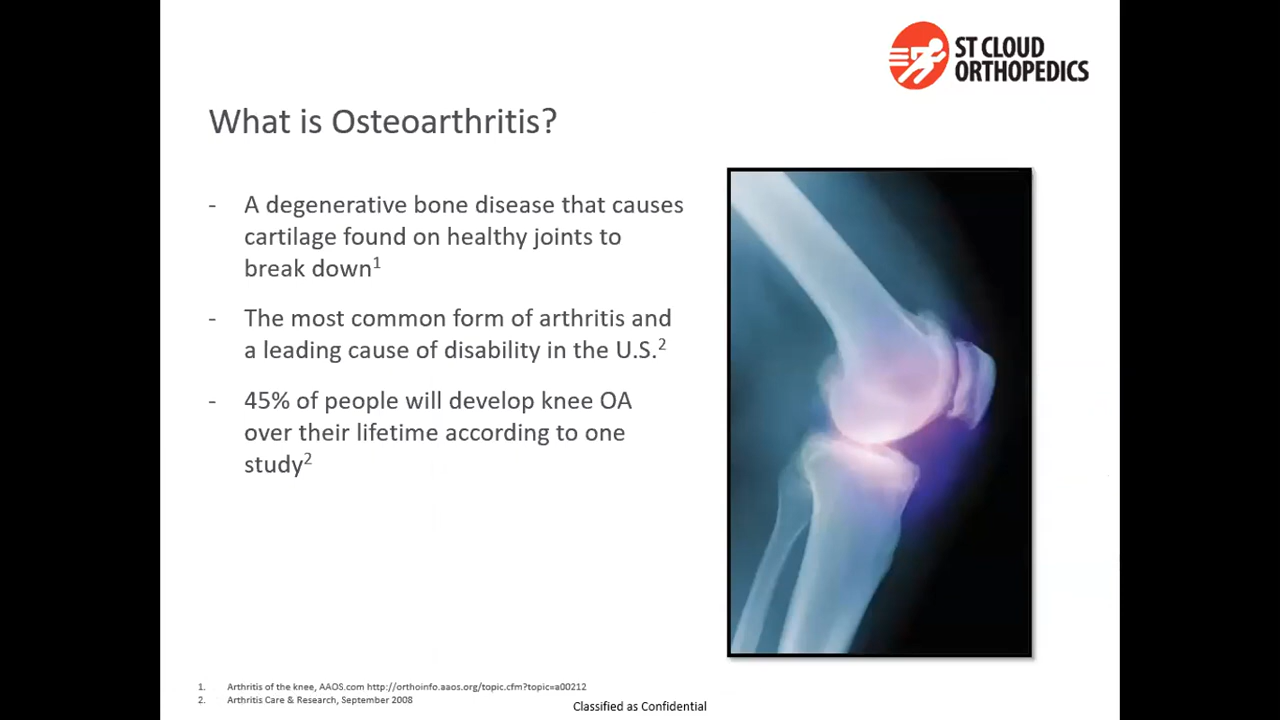 ST CLOUD
ORTHOPEDICS
What is Osteoarthritis?
- A degenerative bone disease that causes
cartilage found on healthy joints to
break down¹
- The most common form of arthritis and
a leading cause of disability in the U.S.²
- 45% of people will develop knee OA
over their lifetime according to one
study²
1. Arthritis of the knee, AAOS.com http://orthoinfo.aaos.org/topic.cfm?topic=a00212
2. Arthritis Care & Research, September 2008
Classified as Confidential